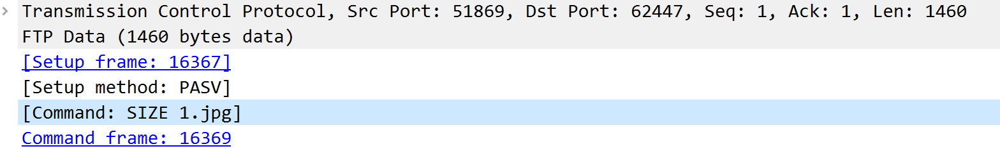 Transmission Control Protocol, Src Port: 51869, Dst Port: 62447, Seq: 1, Ack: 1, Len: 1460
FTP Data (1460 bytes data)
[Setup frame: 16367]
[Setup method: PASV]
[Command: SIZE 1.jpg]
Command frame: 16369